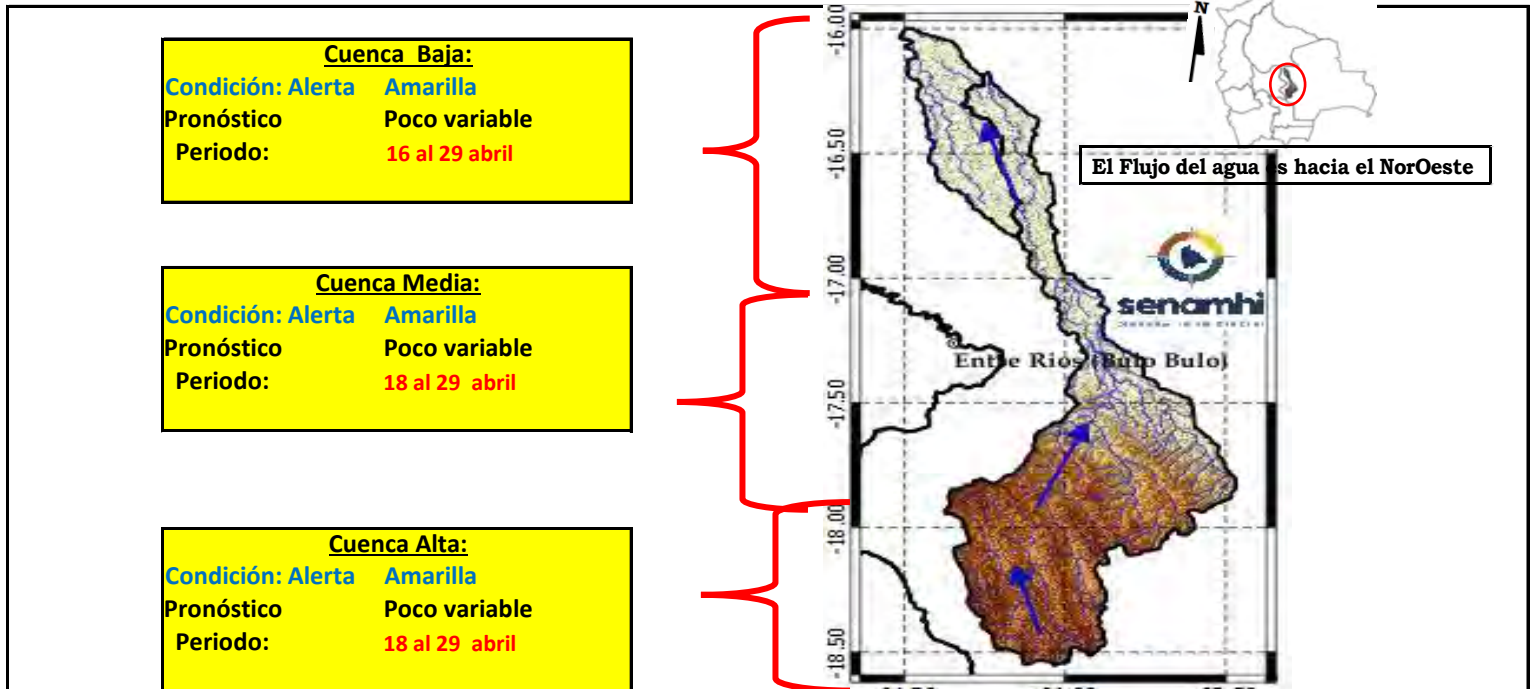 Cuenca Baja:
Condición: Alerta Amarilla
Pronóstico Poco variable
Periodo: 16 al 29 abril
Cuenca Media:
Condición: Alerta Amarilla
Pronóstico Poco variable
Periodo: 18 al 29 abril
Cuenca Alta:
Condición: Alerta Amarilla
Pronóstico Poco variable
Periodo: 18 al 29 abril
N
El Flujo del agua es hacia el NorOeste
senamhi
Entre Rios (Bulo Bulo)
-16.00
-16.50
-17.00
-17.50
-18.00
-18.50